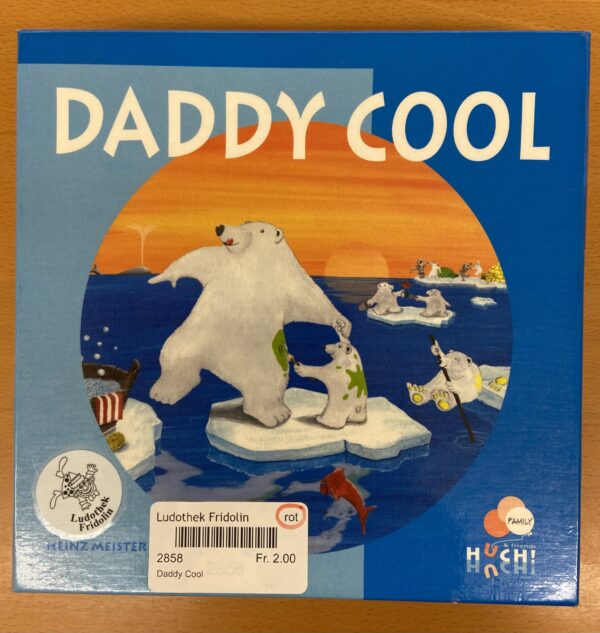 DADDY COOL
Ludothek
Fridolin
HEINZ MEISTER
Ludothek Fridolin
rot
2858
Fr. 2.00
Daddy Cool
FAMILY
& friends
HUCH!